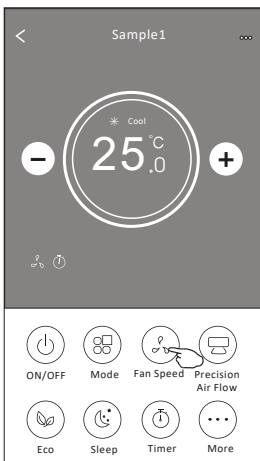 Sample1
Cool
25.0 °C
ON/OFF Mode Fan Speed Precision
Air Flow
Eco Sleep Timer More